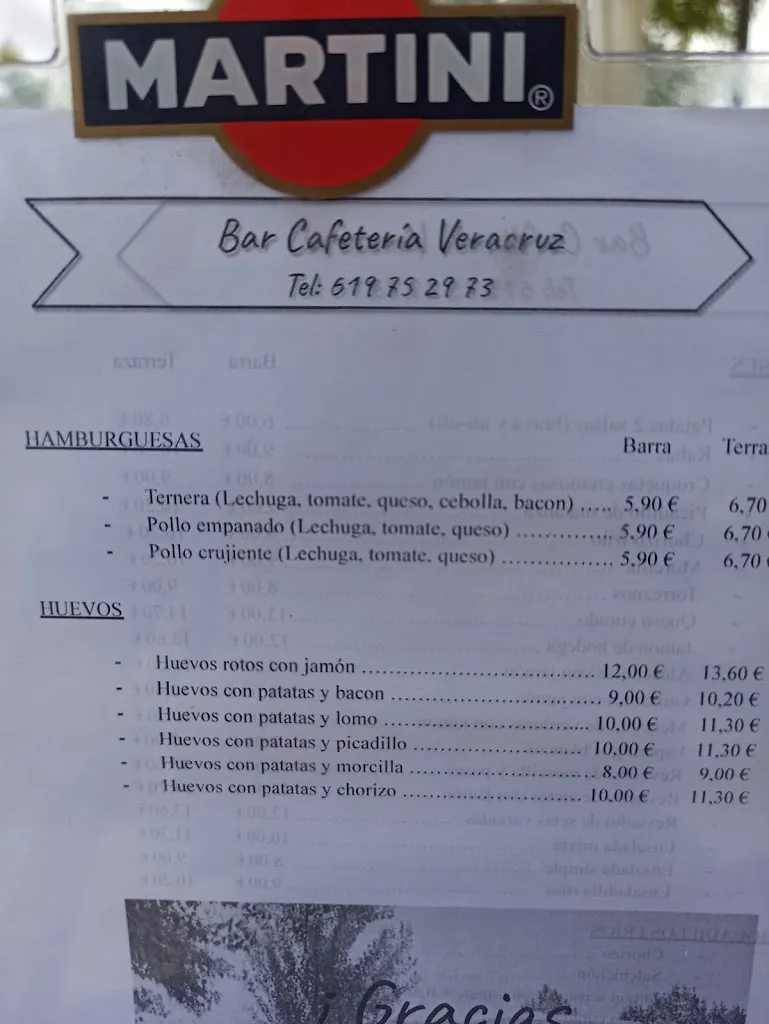 MARTINI®
Bar Cafetería Veracruz
Tel: 619 75 29 73
HAMBURGUESAS Barra Terra
- Ternera (Lechuga, tomate, queso, cebolla, bacon) ..... 5,90 € 6,70
- Pollo empanado (Lechuga, tomate, queso) ............. 5,90 € 6,70
- Pollo crujiente (Lechuga, tomate, queso) ............... 5,90 € 6,70
HUEVOS
- Huevos rotos con jamón ....................................... 12,00 € 13,60 €
- Huevos con patatas y bacon .................................. 9,00 € 10,20 €
- Huevos con patatas y lomo .................................. 10,00 € 11,30 €
- Huevos con patatas y picadillo ............................. 10,00 € 11,30 €
- Huevos con patatas y morcilla ............................. 8,00 € 9,00 €
- Huevos con patatas y chorizo .............................. 10,00 € 11,30 €
¡ Gracias